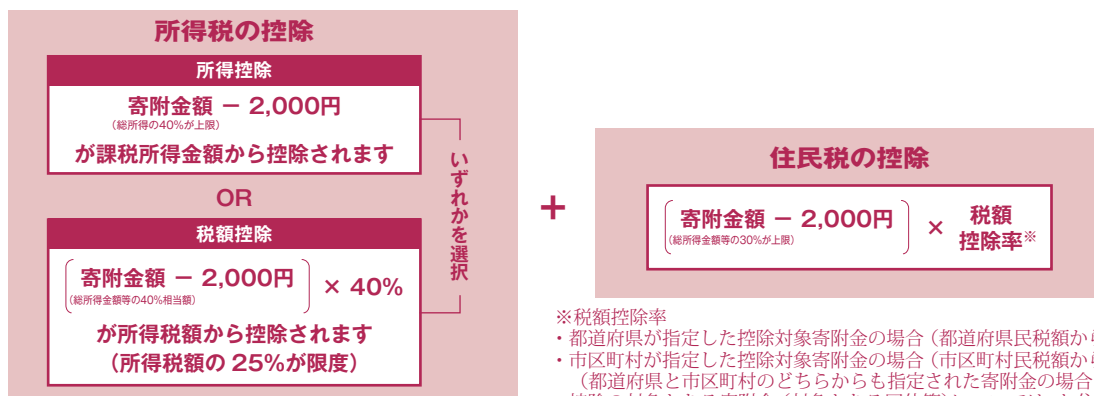 所得税の控除
所得控除
寄附金額 − 2,000円
(総所得の40%が上限)
が課税所得金額から控除されます
OR
税額控除
寄附金額 − 2,000円
(総所得金額等の40%相当額)
× 40%
が所得税額から控除されます
(所得税額の 25%が限度)
いずれかを選択
+
住民税の控除
寄附金額 − 2,000円
(総所得金額等の30%が上限)
× 税額
控除率※
※税額控除率
・都道府県が指定した控除対象寄附金の場合(都道府県民税額から
・市区町村が指定した控除対象寄附金の場合(市区町村民税額から
(都道府県と市区町村のどちらからも指定された寄附金の場合